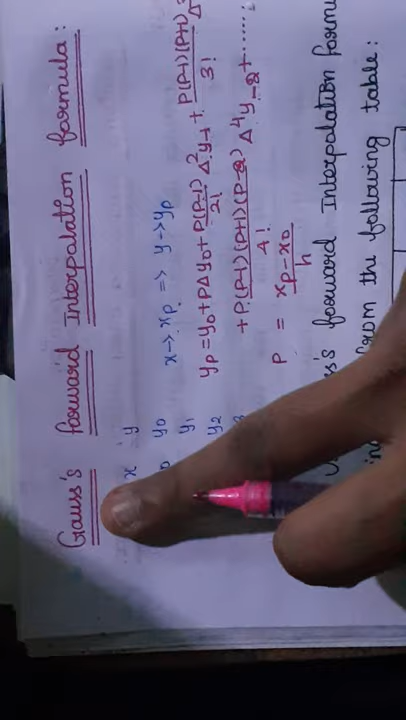 Gauss's forward Interpolation formula:
x y
y0
y1
y2
x → xp => y → yp
yp = y0 + PΔy0 + P(P-1)/2! Δ²y-1 + P(P-1)(P+1)/3!
+ P(P-1)(P+1)(P-2)/4! Δ⁴y-2 + ......
P = xp - x0 / h
forward Interpolation formu
from the following table: